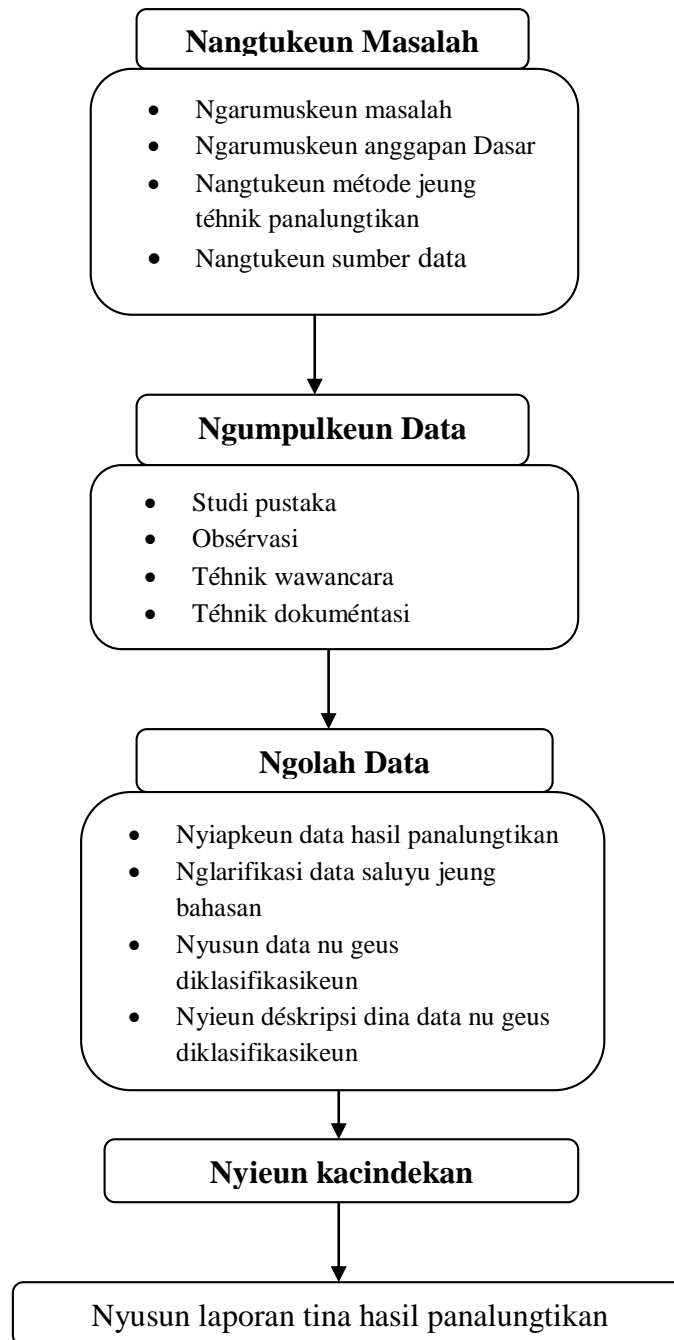 Nangtukeun Masalah
• Ngarumuskeun masalah
• Ngarumuskeun anggapan Dasar
• Nangtukeun métode jeung
téhnik panalungtikan
• Nangtukeun sumber data
Ngumpulkeun Data
• Studi pustaka
• Obsérvasi
• Téhnik wawancara
• Téhnik dokuméntasi
Ngolah Data
• Nyiapkeun data hasil panalungtikan
• Nglarifikasi data saluyu jeung
bahasan
• Nyusun data nu geus
diklasifikasikeun
• Nyieun déskripsi dina data nu geus
diklasifikasikeun
Nyieun kacindekan
Nyusun laporan tina hasil panalungtikan